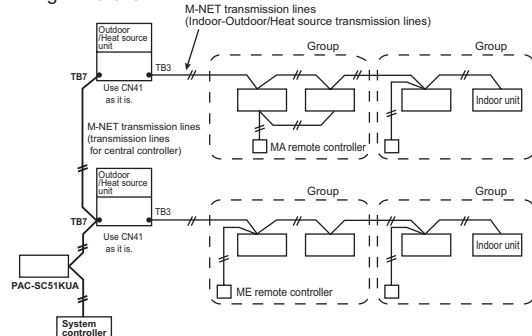 M-NET transmission lines
(Indoor-Outdoor/Heat source transmission lines)
Outdoor
/Heat source
unit
Group
Group
TB7
TB3
Use CN41
as it is.
Indoor unit
M-NET transmission lines
(transmission lines
for central controller)
MA remote controller
Outdoor
/Heat source
unit
Group
Group
TB7
TB3
Use CN41
as it is.
Indoor unit
PAC-SC51KUA
ME remote controller
System
controller